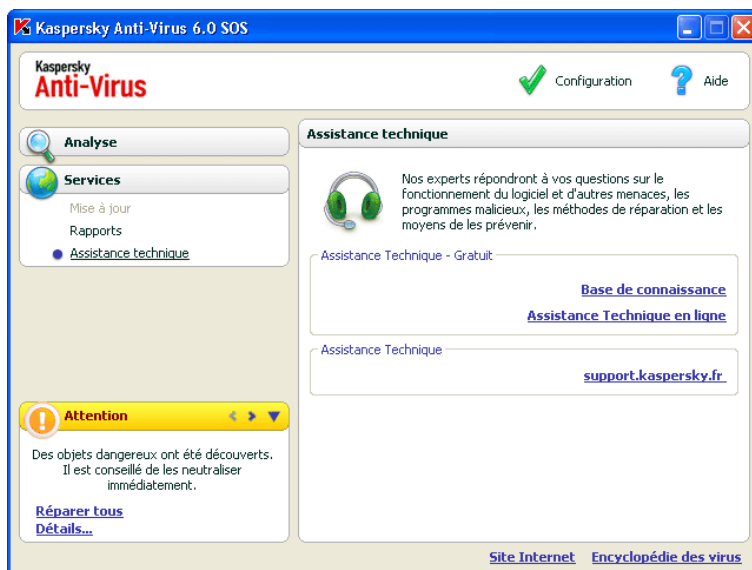 Kaspersky Anti-Virus 6.0 SOS
Kaspersky
Anti-Virus
Configuration
Aide
Analyse
Services
Mise à jour
Rapports
Assistance technique
Attention
Des objets dangereux ont été découverts.
Il est conseillé de les neutraliser
immédiatement.
Réparer tous
Détails...
Assistance technique
Nos experts répondront à vos questions sur le
fonctionnement du logiciel et d'autres menaces, les
programmes malicieux, les méthodes de réparation et les
moyens de les prévenir.
Assistance Technique - Gratuit
Base de connaissance
Assistance Technique en ligne
Assistance Technique
support.kaspersky.fr
Site Internet
Encyclopédie des virus